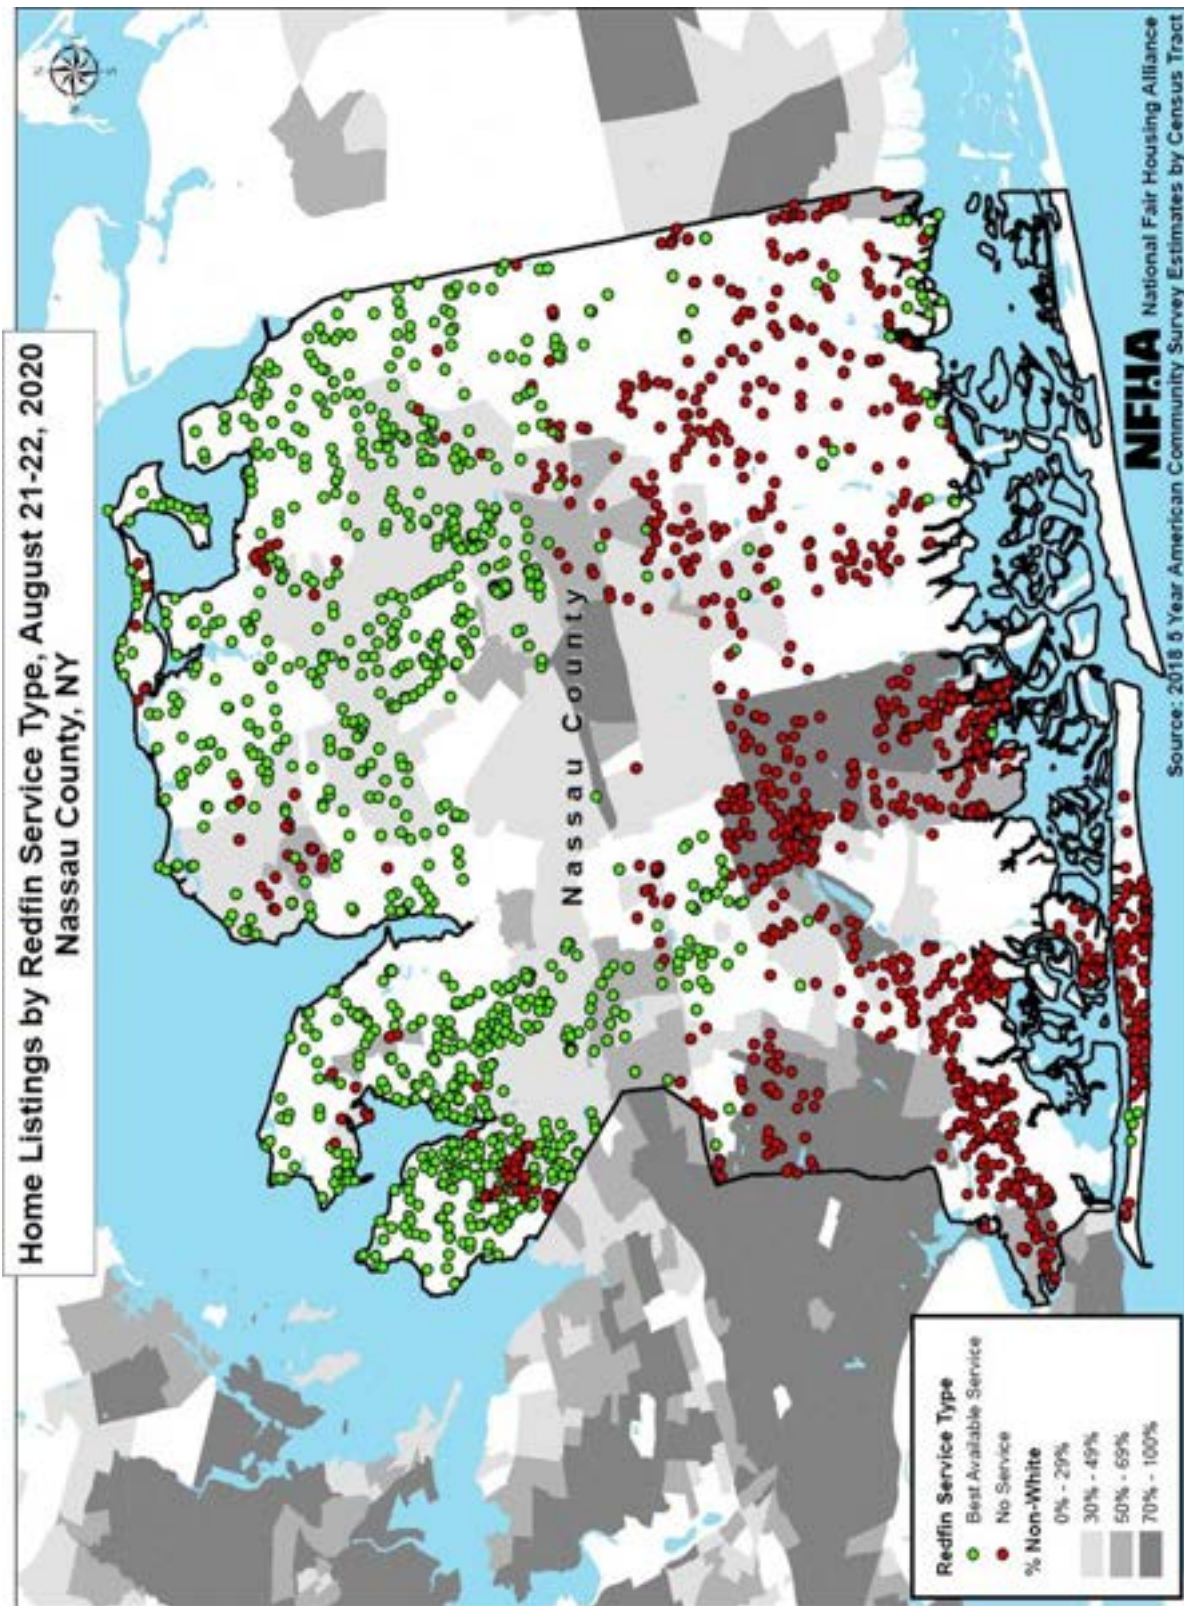 Home Listings by Redfin Service Type, August 21-22, 2020
Nassau County, NY
Nassau County
Redfin Service Type
Best Available Service
No Service
% Non-White
0% - 29%
30% - 49%
50% - 69%
70% - 100%
NFHA National Fair Housing Alliance
Source: 2018 5 Year American Community Survey Estimates by Census Tract